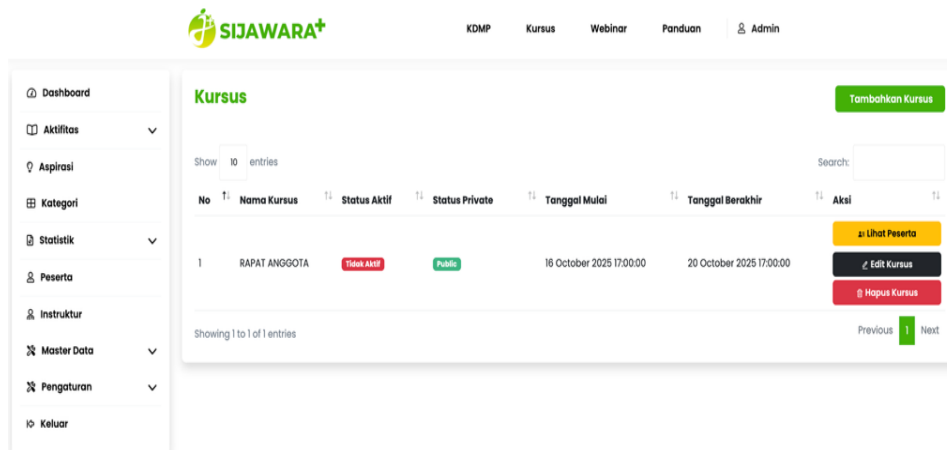 SIJAWARA+
KDMP Kursus Webinar Panduan Admin
Dashboard
Aktifitas
Aspirasi
Kategori
Statistik
Peserta
Instruktur
Master Data
Pengaturan
Keluar
Kursus
Tambahkan Kursus
Show 10 entries
Search:
No Nama Kursus Status Aktif Status Private Tanggal Mulai Tanggal Berakhir Aksi
1 RAPAT ANGGOTA Tidak Aktif Public 16 October 2025 17:00:00 20 October 2025 17:00:00
Lihat Peserta
Edit Kursus
Hapus Kursus
Showing 1 to 1 of 1 entries
Previous 1 Next